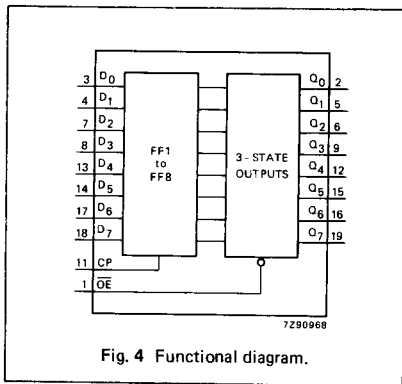 3 D0 Q0 2
4 D1 Q1 5
7 D2 Q2 6
8 D3 FF1 Q3 9
13 D4 to 3-STATE Q4 12
14 D5 FF8 OUTPUTS Q5 15
17 D6 Q6 16
18 D7 Q7 19
11 CP
1 O̅E̅
7Z90968
Fig. 4 Functional diagram.